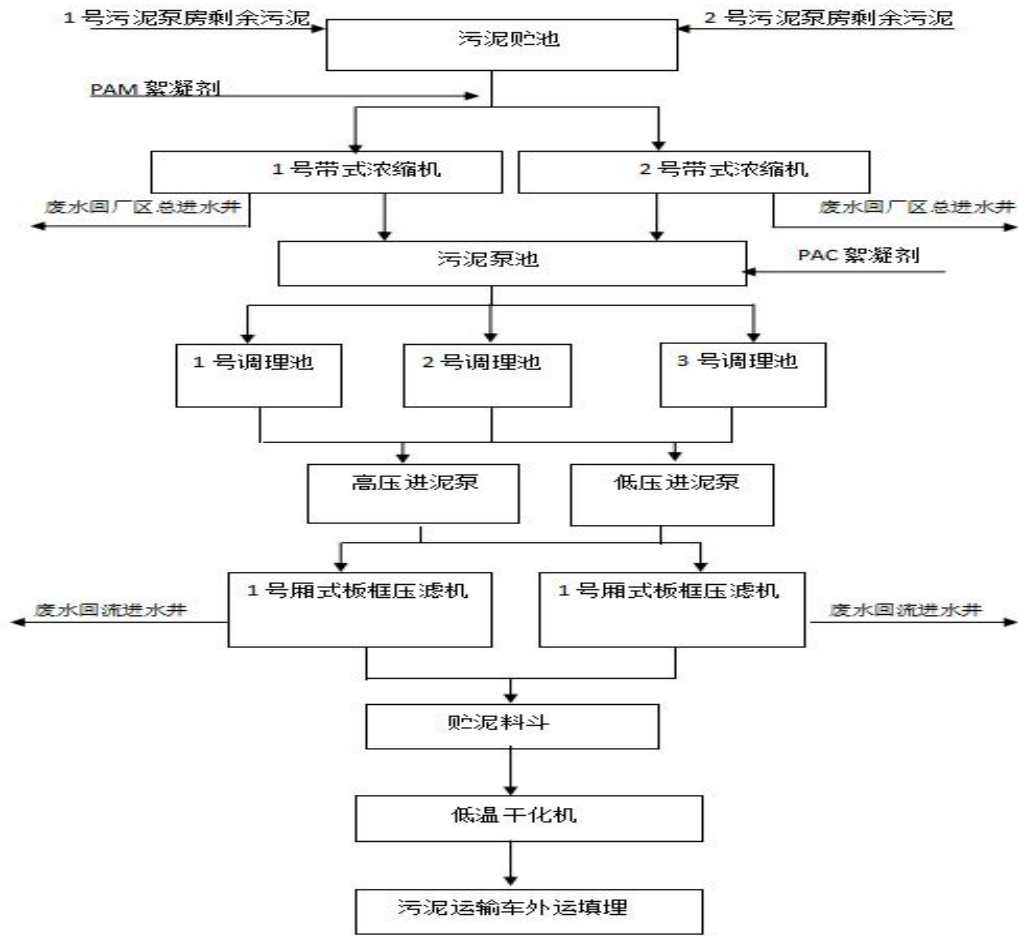 1号污泥泵房剩余污泥
2号污泥泵房剩余污泥
污泥贮池
PAM 絮凝剂
1号带式浓缩机
2号带式浓缩机
废水回厂区总进水井
废水回厂区总进水井
污泥泵池
PAC 絮凝剂
1号调理池
2号调理池
3号调理池
高压进泥泵
低压进泥泵
1号厢式板框压滤机
1号厢式板框压滤机
废水回流进水井
废水回流进水井
贮泥料斗
低温干化机
污泥运输车外运填埋